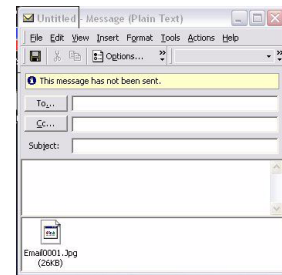 Untitled - Message (Plain Text)
File Edit View Insert Format Tools Actions Help
Options...
This message has not been sent.
To...
Cc...
Subject:
Email0001.Jpg
(26KB)